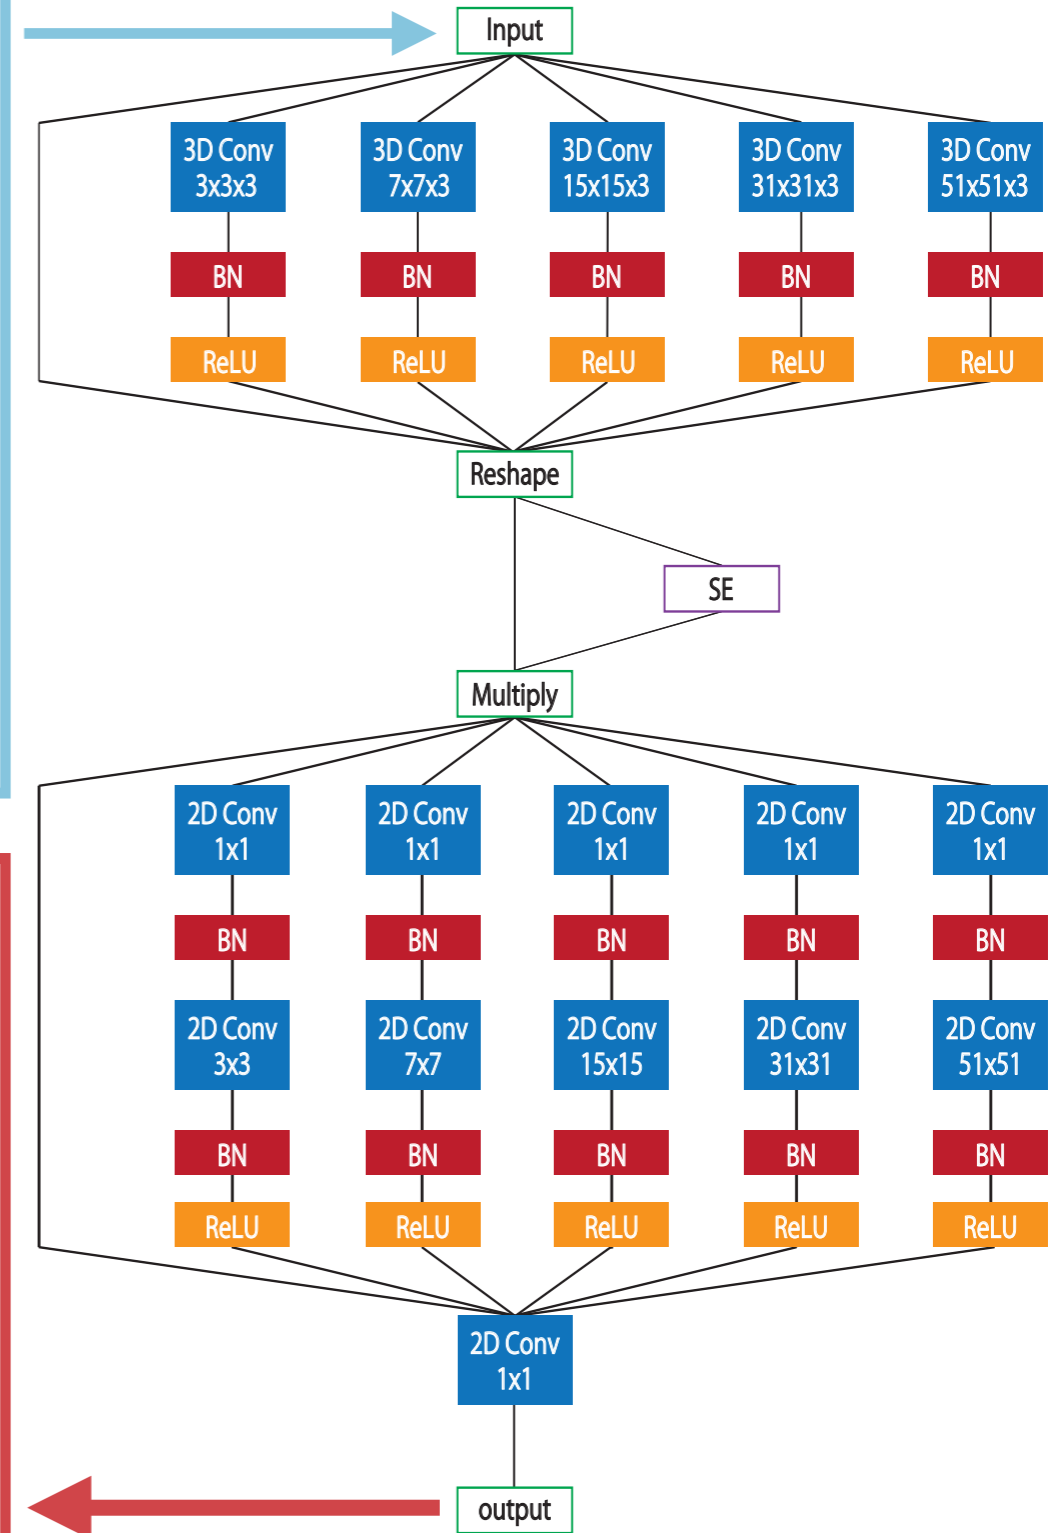 Input
3D Conv 3D Conv 3D Conv 3D Conv 3D Conv
3x3x3 7x7x3 15x15x3 31x31x3 51x51x3
BN BN BN BN BN
ReLU ReLU ReLU ReLU ReLU
Reshape
SE
Multiply
2D Conv 2D Conv 2D Conv 2D Conv 2D Conv
1x1 1x1 1x1 1x1 1x1
BN BN BN BN BN
2D Conv 2D Conv 2D Conv 2D Conv 2D Conv
3x3 7x7 15x15 31x31 51x51
BN BN BN BN BN
ReLU ReLU ReLU ReLU ReLU
2D Conv
1x1
output